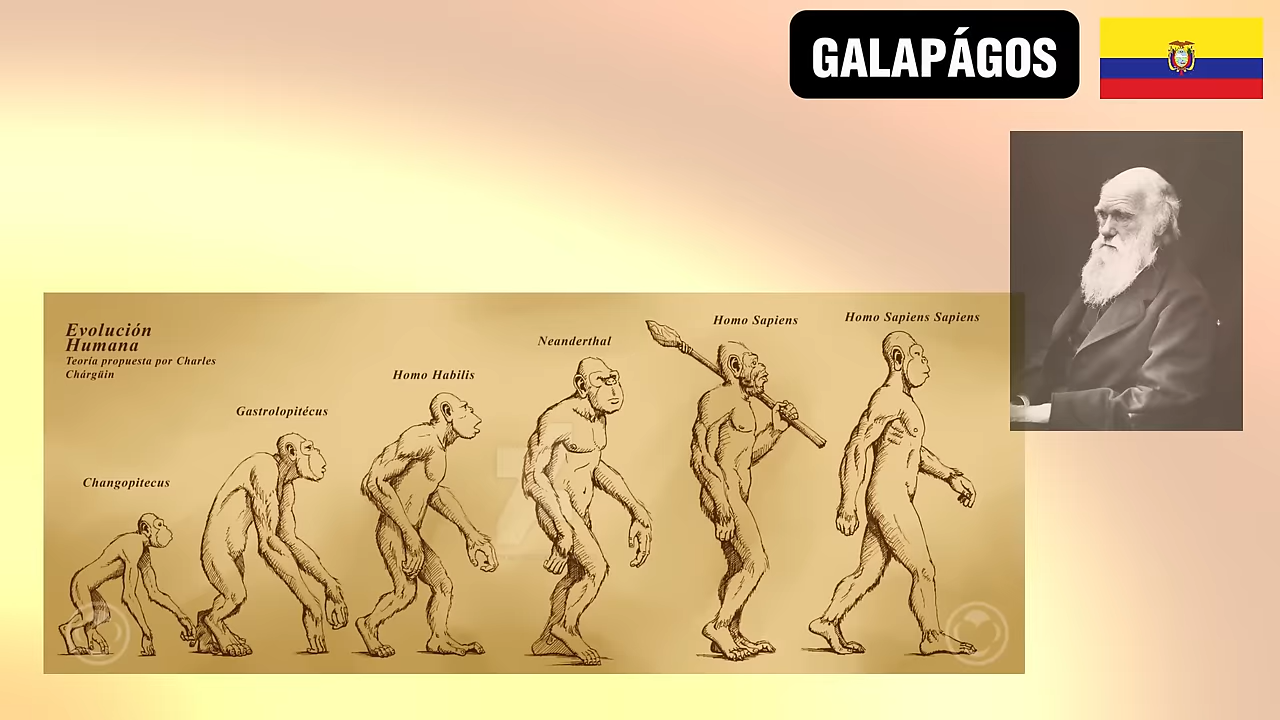 GALAPÁGOS
Evolución
Humana
Teoría propuesta por Charles
Chárgüin
Changopitecus
Gastrolopitécus
Homo Habilis
Neanderthal
Homo Sapiens
Homo Sapiens Sapiens